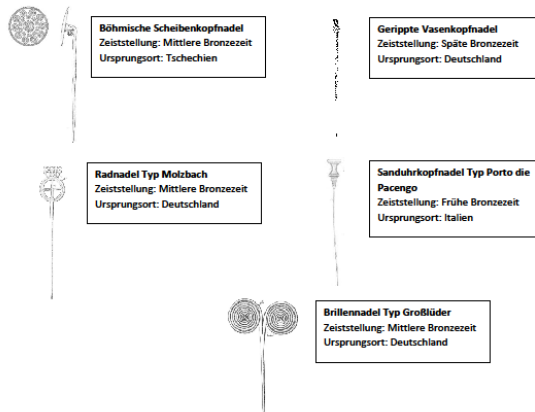 Böhmische Scheibenkopfnadel
Zeiststellung: Mittlere Bronzezeit
Ursprungsort: Tschechien
Gerippte Vasenkopfnadel
Zeiststellung: Späte Bronzezeit
Ursprungsort: Deutschland
Radnadel Typ Molzbach
Zeiststellung: Mittlere Bronzezeit
Ursprungsort: Deutschland
Sanduhrkopfnadel Typ Porto die
Pacengo
Zeiststellung: Frühe Bronzezeit
Ursprungsort: Italien
Brillennadel Typ Großlüder
Zeiststellung: Mittlere Bronzezeit
Ursprungsort: Deutschland